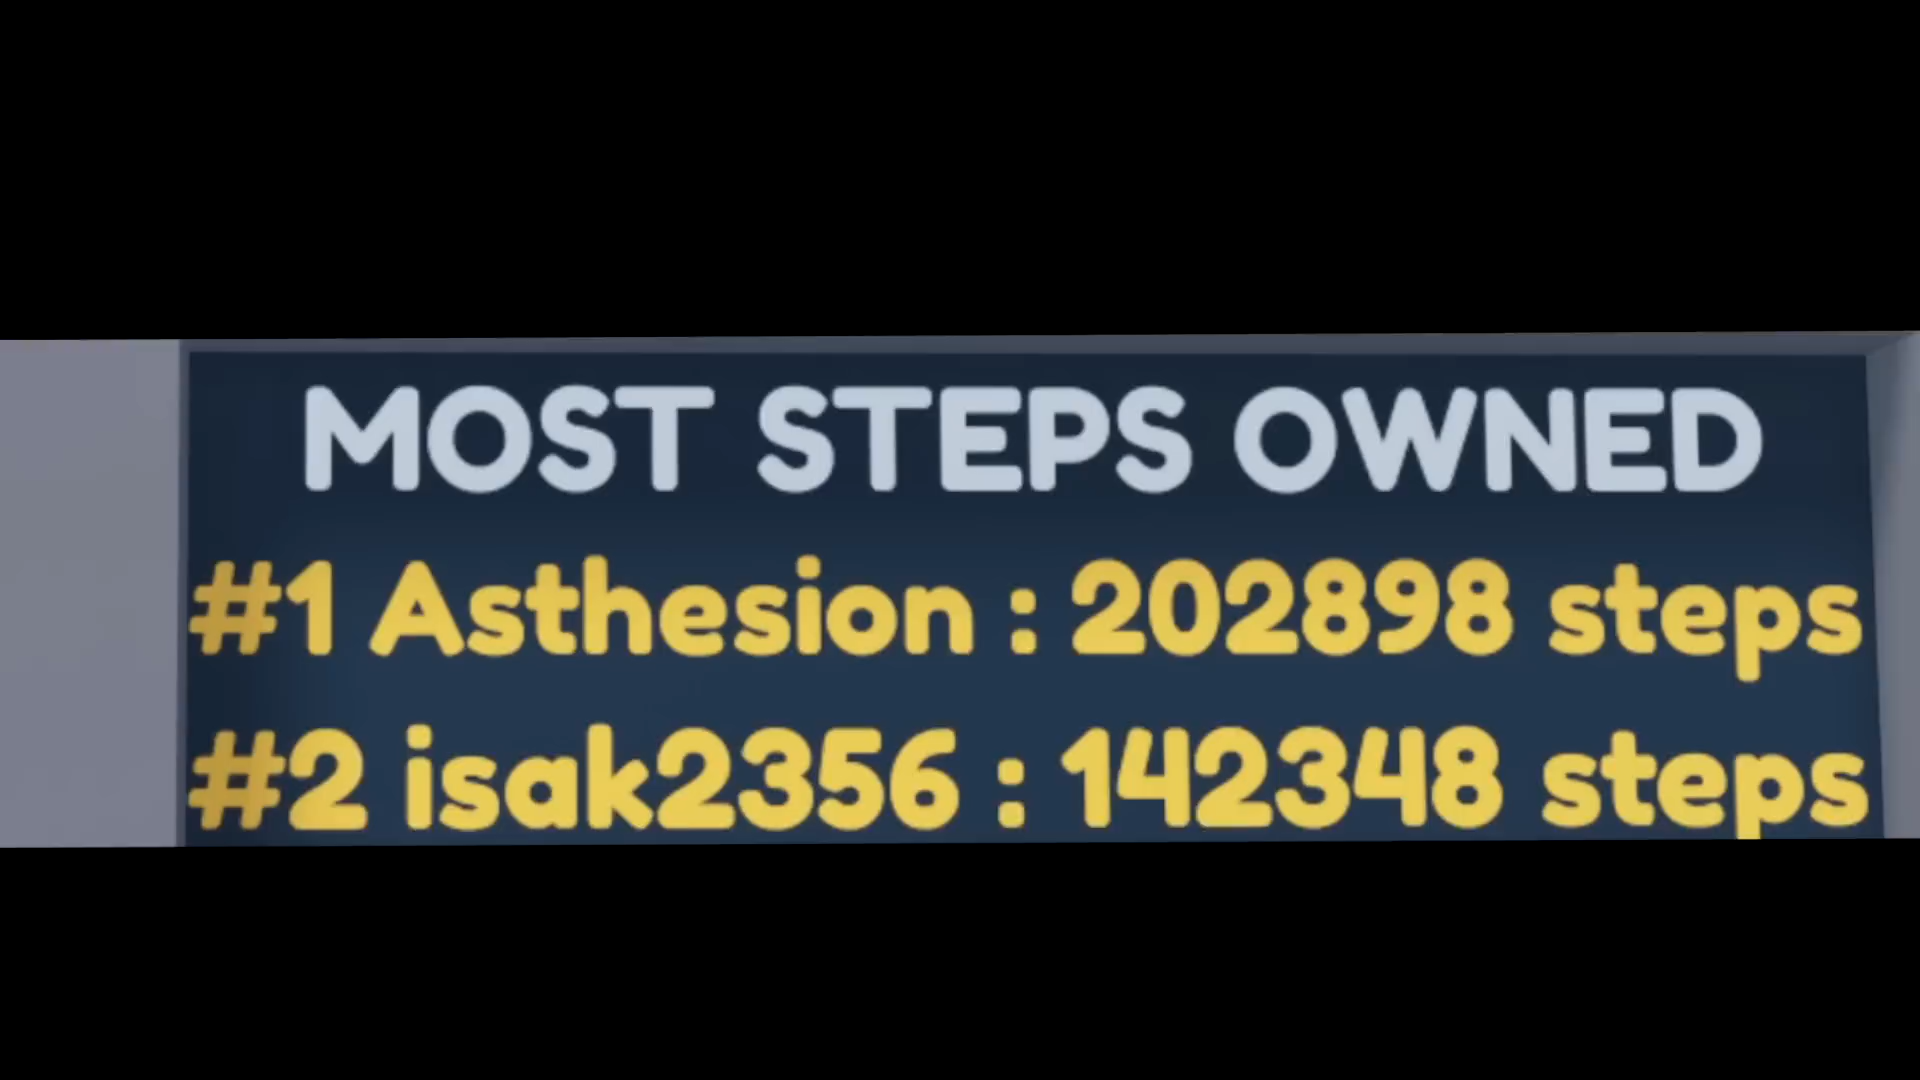 MOST STEPS OWNED
#1 Asthesion : 202898 steps
#2 isak2356 : 142348 steps